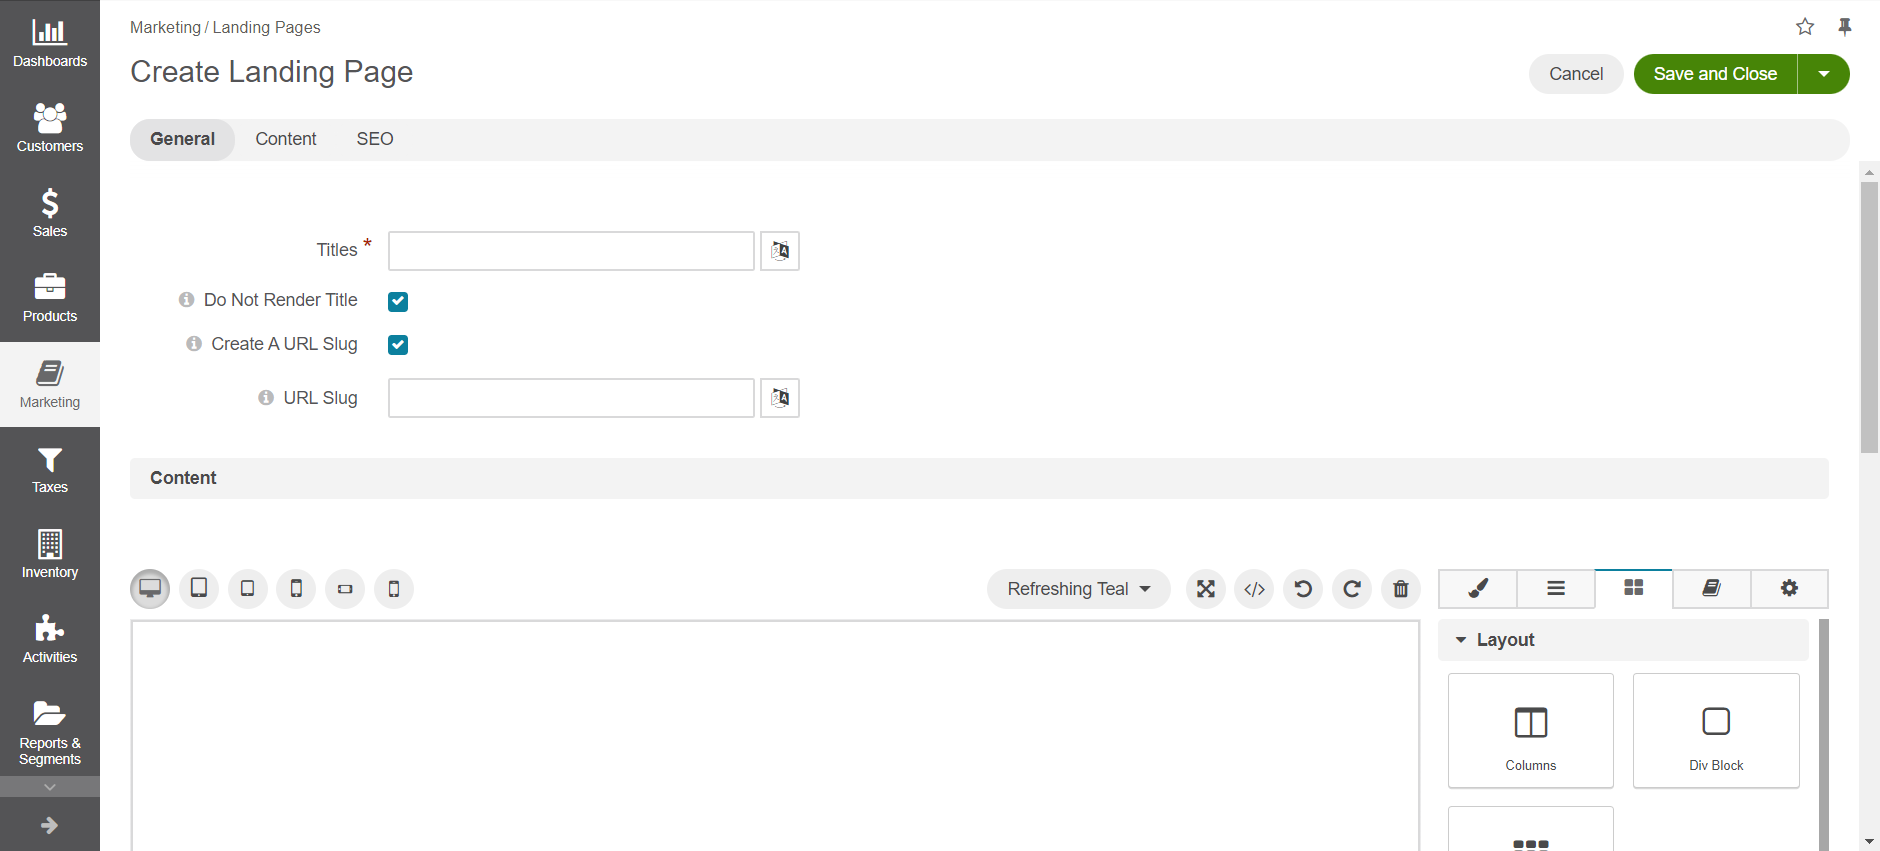 Dashboards
Customers
Sales
Products
Marketing
Taxes
Inventory
Activities
Reports &
Segments
Marketing / Landing Pages
Create Landing Page
Cancel
Save and Close
General
Content
SEO
Titles *
Do Not Render Title
Create A URL Slug
URL Slug
Content
Refreshing Teal
Layout
Columns
Div Block